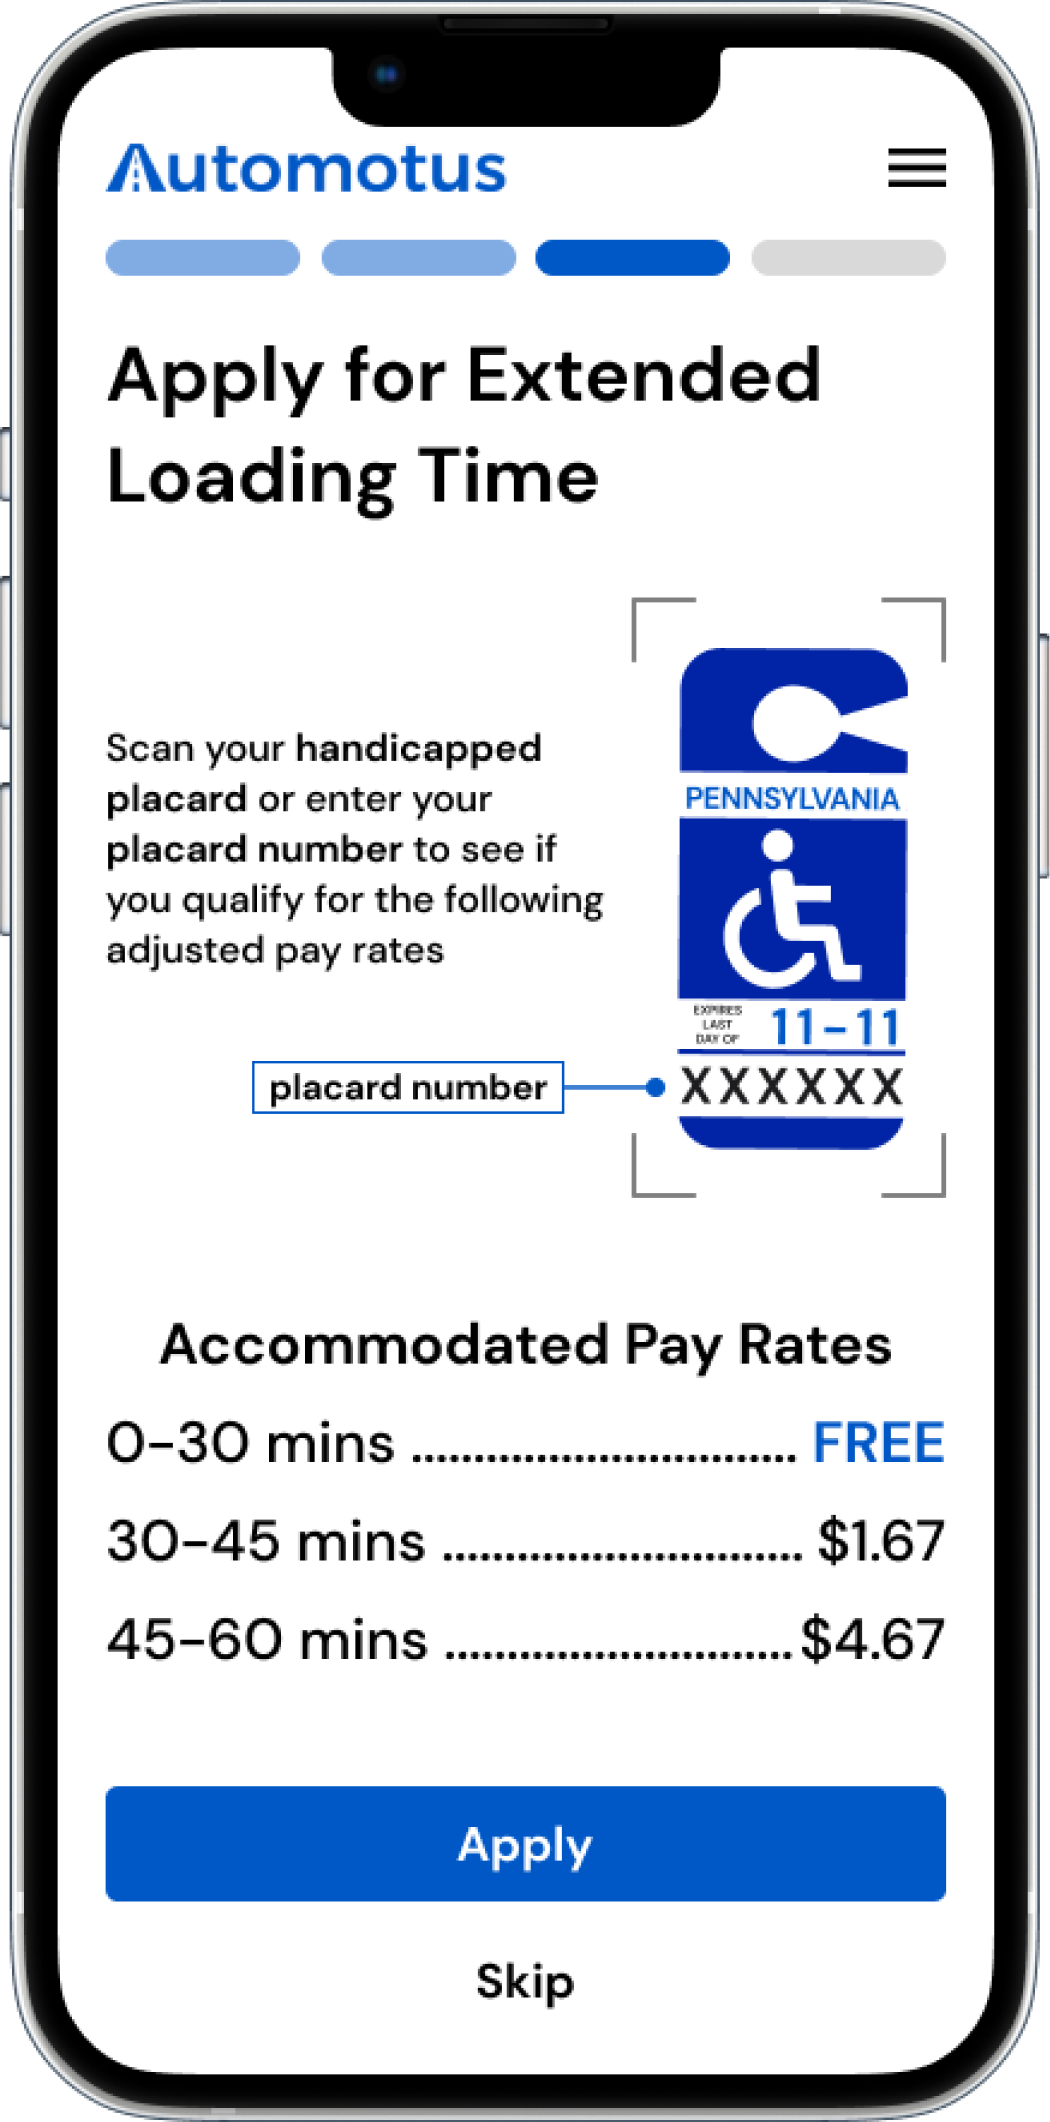 Automotus
Apply for Extended
Loading Time
Scan your handicapped
placard or enter your
placard number to see if
you qualify for the following
adjusted pay rates
PENNSYLVANIA
EXPIRES
LAST
DAY OF
11-11
placard number
XXXXXX
Accommodated Pay Rates
0-30 mins ............................... FREE
30-45 mins ............................. $1.67
45-60 mins ............................ $4.67
Apply
Skip